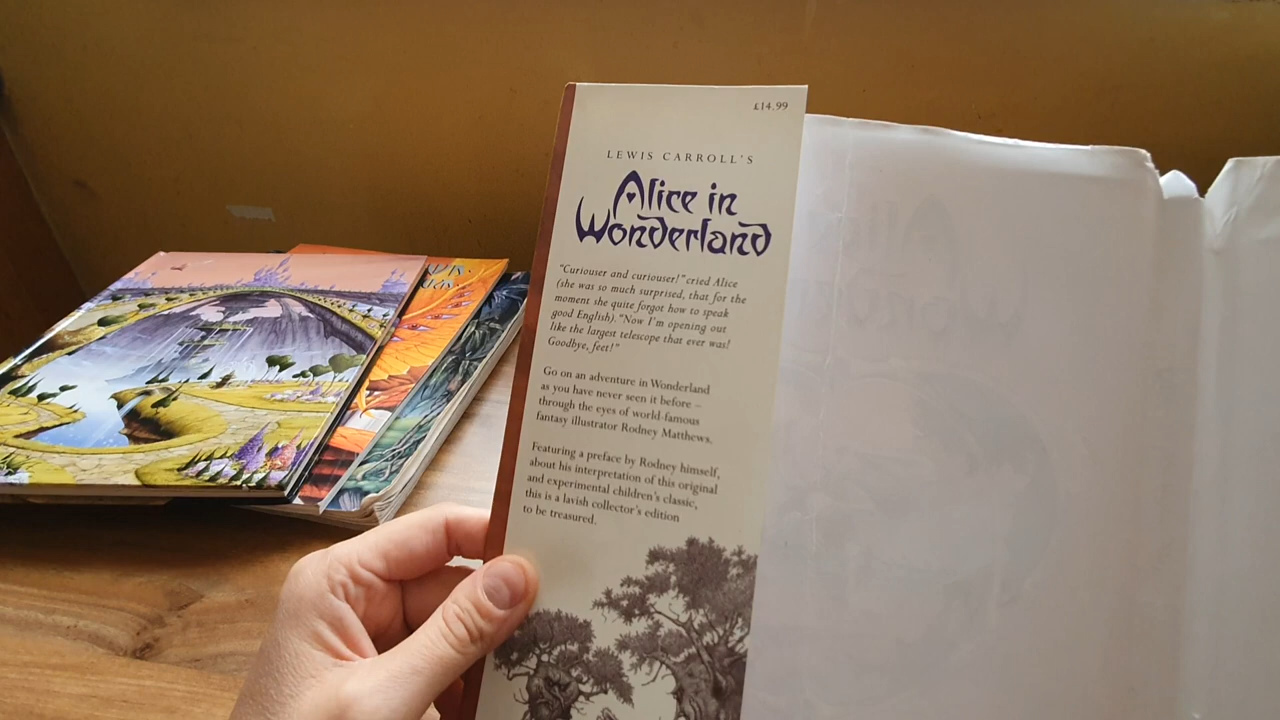 £14.99
LEWIS CARROLL'S
Alice in
Wonderland
"Curiouser and curiouser!" cried Alice
(she was so much surprised, that for the
moment she quite forgot how to speak
good English). "Now I'm opening out
like the largest telescope that ever was!
Goodbye, feet!"
Go on an adventure in Wonderland
as you have never seen it before –
through the eyes of world-famous
fantasy illustrator Rodney Matthews.
Featuring a preface by Rodney himself,
about his interpretation of this original
and experimental children's classic,
this is a lavish collector's edition
to be treasured.